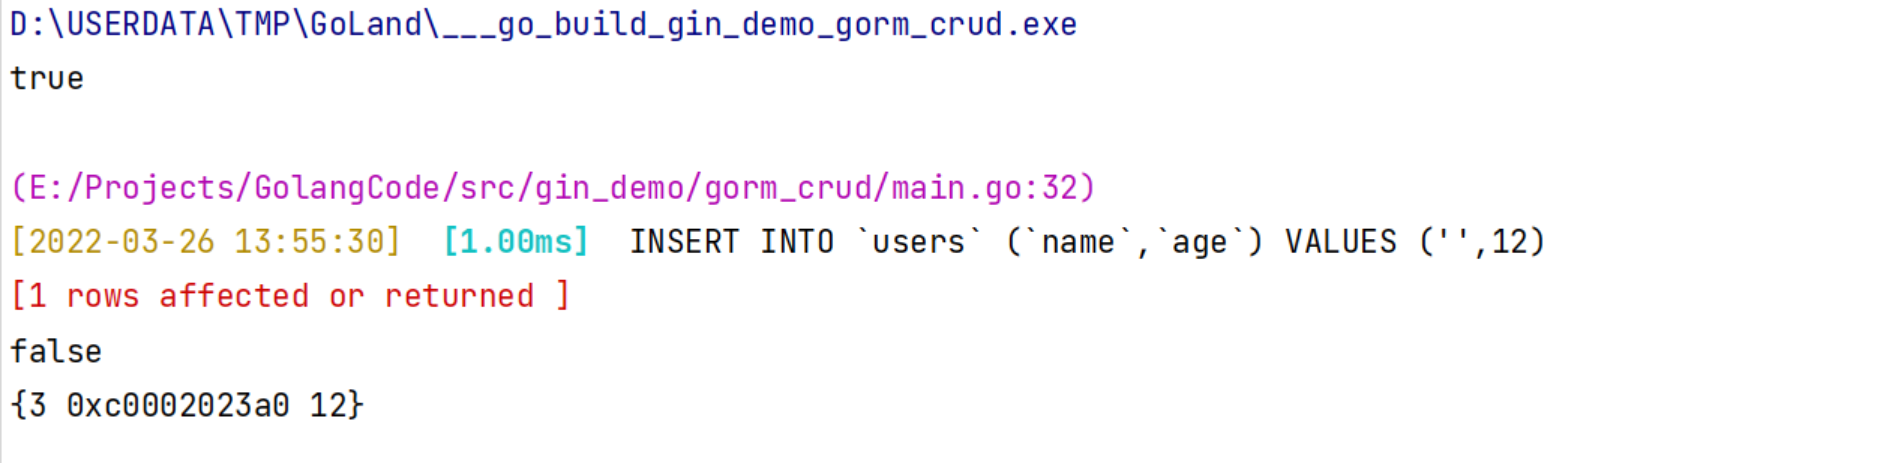 D:\USERDATA\TMP\GoLand\___go_build_gin_demo_gorm_crud.exe
true
(E:/Projects/GolangCode/src/gin_demo/gorm_crud/main.go:32)
[2022-03-26 13:55:30]  [1.00ms]  INSERT INTO `users` (`name`,`age`) VALUES ('',12)
[1 rows affected or returned ]
false
{3 0xc0002023a0 12}